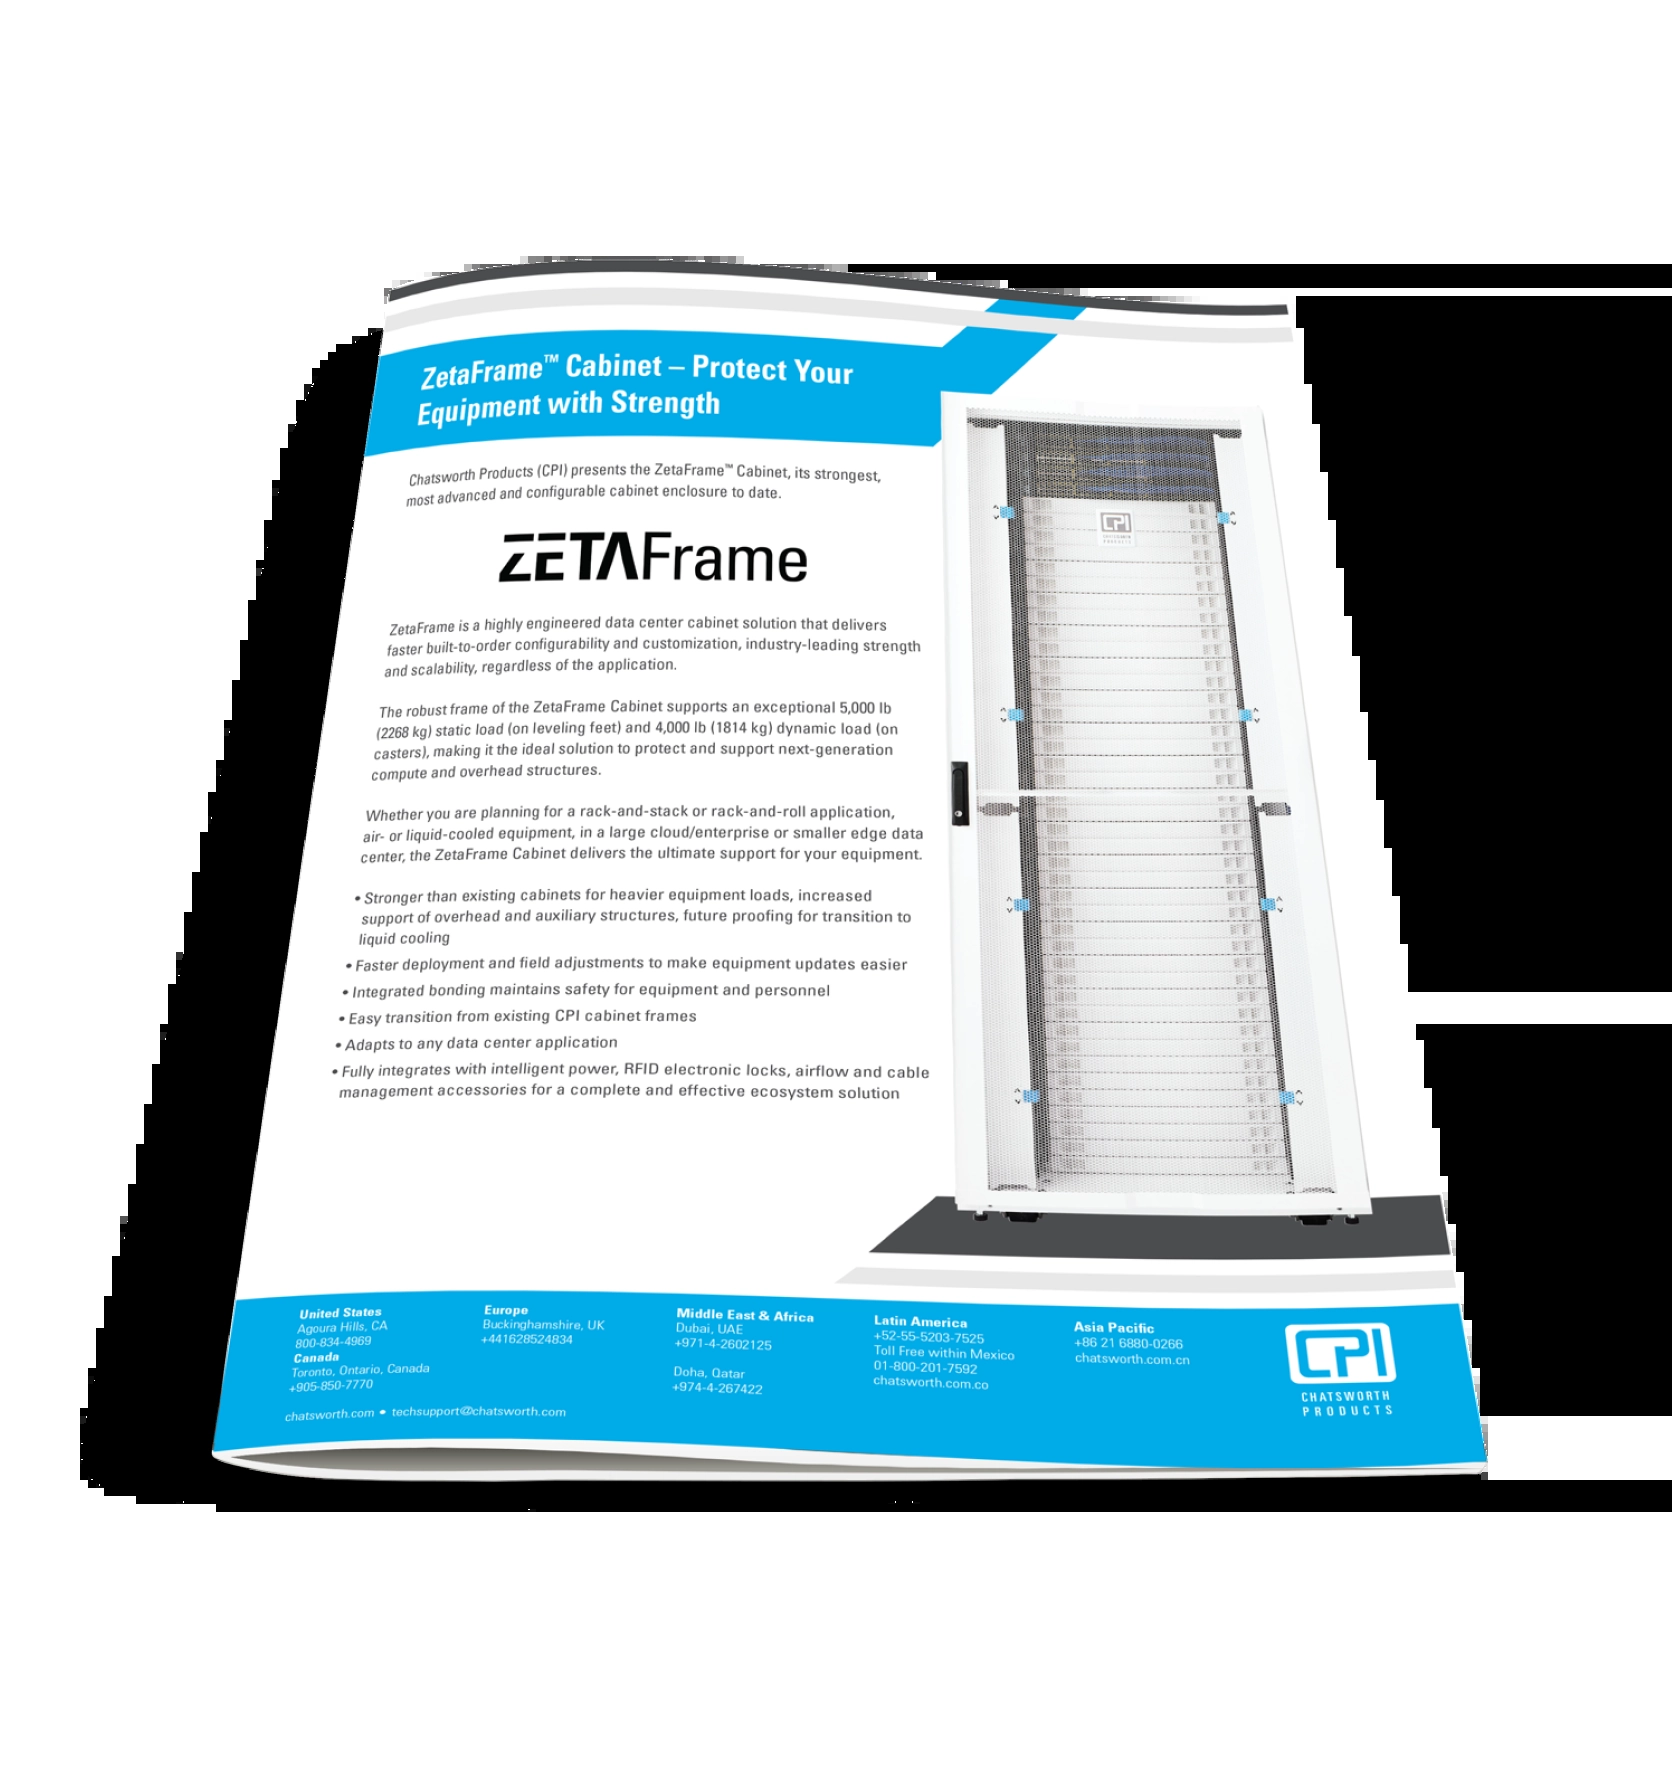 ZetaFrame™ Cabinet – Protect Your
Equipment with Strength
Chatsworth Products (CPI) presents the ZetaFrame™ Cabinet, its strongest,
most advanced and configurable cabinet enclosure to date.
ZETAFrame
ZetaFrame is a highly engineered data center cabinet solution that delivers
faster built-to-order configurability and customization, industry-leading strength
and scalability, regardless of the application.
The robust frame of the ZetaFrame Cabinet supports an exceptional 5,000 lb
(2268 kg) static load (on leveling feet) and 4,000 lb (1814 kg) dynamic load (on
casters), making it the ideal solution to protect and support next-generation
compute and overhead structures.
Whether you are planning for a rack-and-stack or rack-and-roll application,
air- or liquid-cooled equipment, in a large cloud/enterprise or smaller edge data
center, the ZetaFrame Cabinet delivers the ultimate support for your equipment.
• Stronger than existing cabinets for heavier equipment loads, increased
support of overhead and auxiliary structures, future proofing for transition to
liquid cooling
• Faster deployment and field adjustments to make equipment updates easier
• Integrated bonding maintains safety for equipment and personnel
• Easy transition from existing CPI cabinet frames
• Adapts to any data center application
• Fully integrates with intelligent power, RFID electronic locks, airflow and cable
management accessories for a complete and effective ecosystem solution
CPI
CHATSWORTH
PRODUCTS
United States
Agoura Hills, CA
800-834-4969
Canada
Toronto, Ontario, Canada
+905-850-7770
chatsworth.com • techsupport@chatsworth.com
Europe
Buckinghamshire, UK
+441628524834
Middle East & Africa
Dubai, UAE
+971-4-2602125
Doha, Qatar
+974-4-267422
Latin America
+52-55-5203-7525
Toll Free within Mexico
01-800-201-7592
chatsworth.com.co
Asia Pacific
+86 21 6880-0266
chatsworth.com.cn
CPI
CHATSWORTH
PRODUCTS